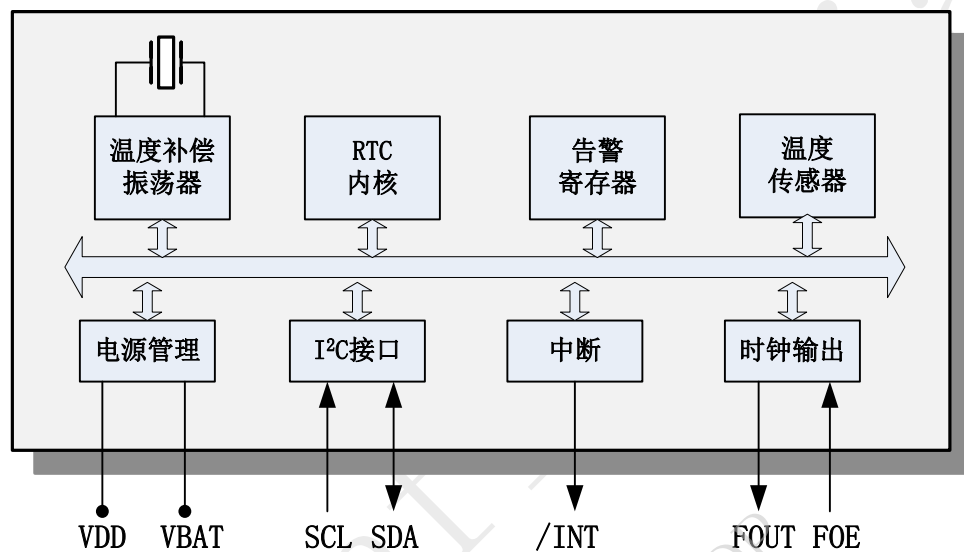 温度补偿
振荡器
RTC
内核
告警
寄存器
温度
传感器
电源管理
I²C接口
中断
时钟输出
VDD VBAT SCL SDA /INT FOUT FOE